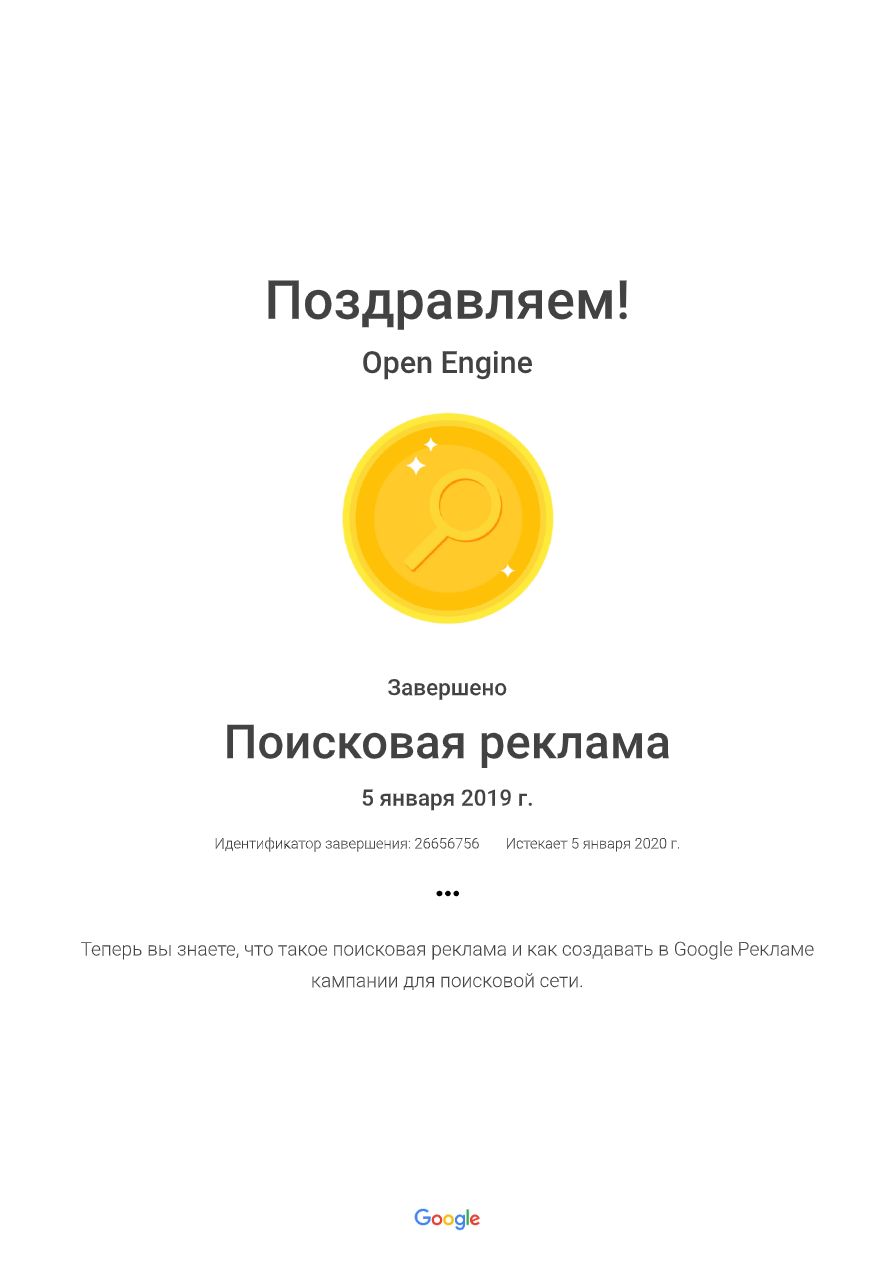 Поздравляем!
Open Engine
Завершено
Поисковая реклама
5 января 2019 г.
Идентификатор завершения: 26656756 Истекает 5 января 2020 г.
•••
Теперь вы знаете, что такое поисковая реклама и как создавать в Google Рекламе
кампании для поисковой сети.
Google